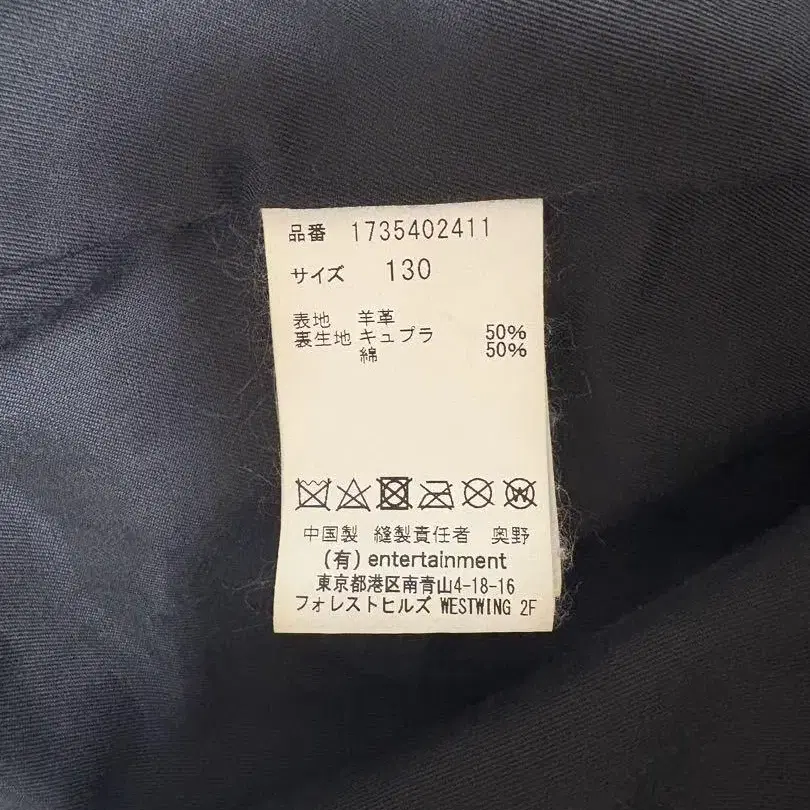 品番 1735402411
サイズ 130
表地 羊革
裏生地 キュプラ 50%
綿 50%
中国製 縫製責任者 奥野
(有) entertainment
東京都港区南青山4-18-16
フォレストヒルズ WESTWING 2F